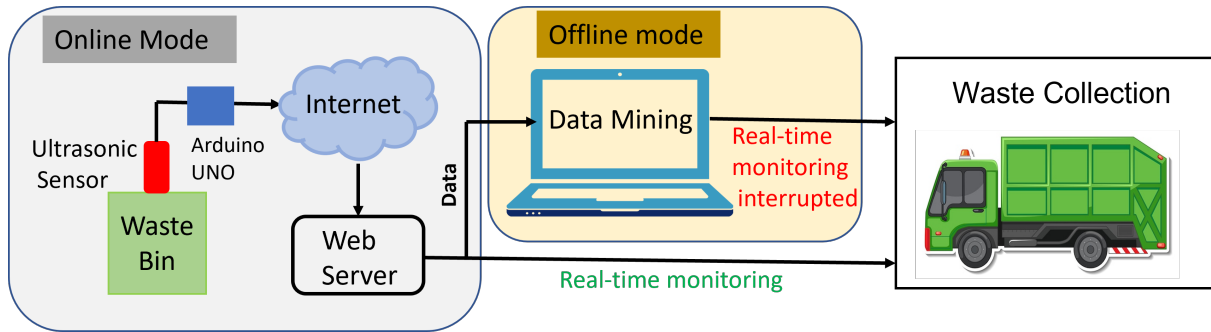 Online Mode
Ultrasonic
Sensor
Arduino
UNO
Waste
Bin
Internet
Web
Server
Data
Offline mode
Data Mining
Real-time
monitoring
interrupted
Real-time monitoring
Waste Collection